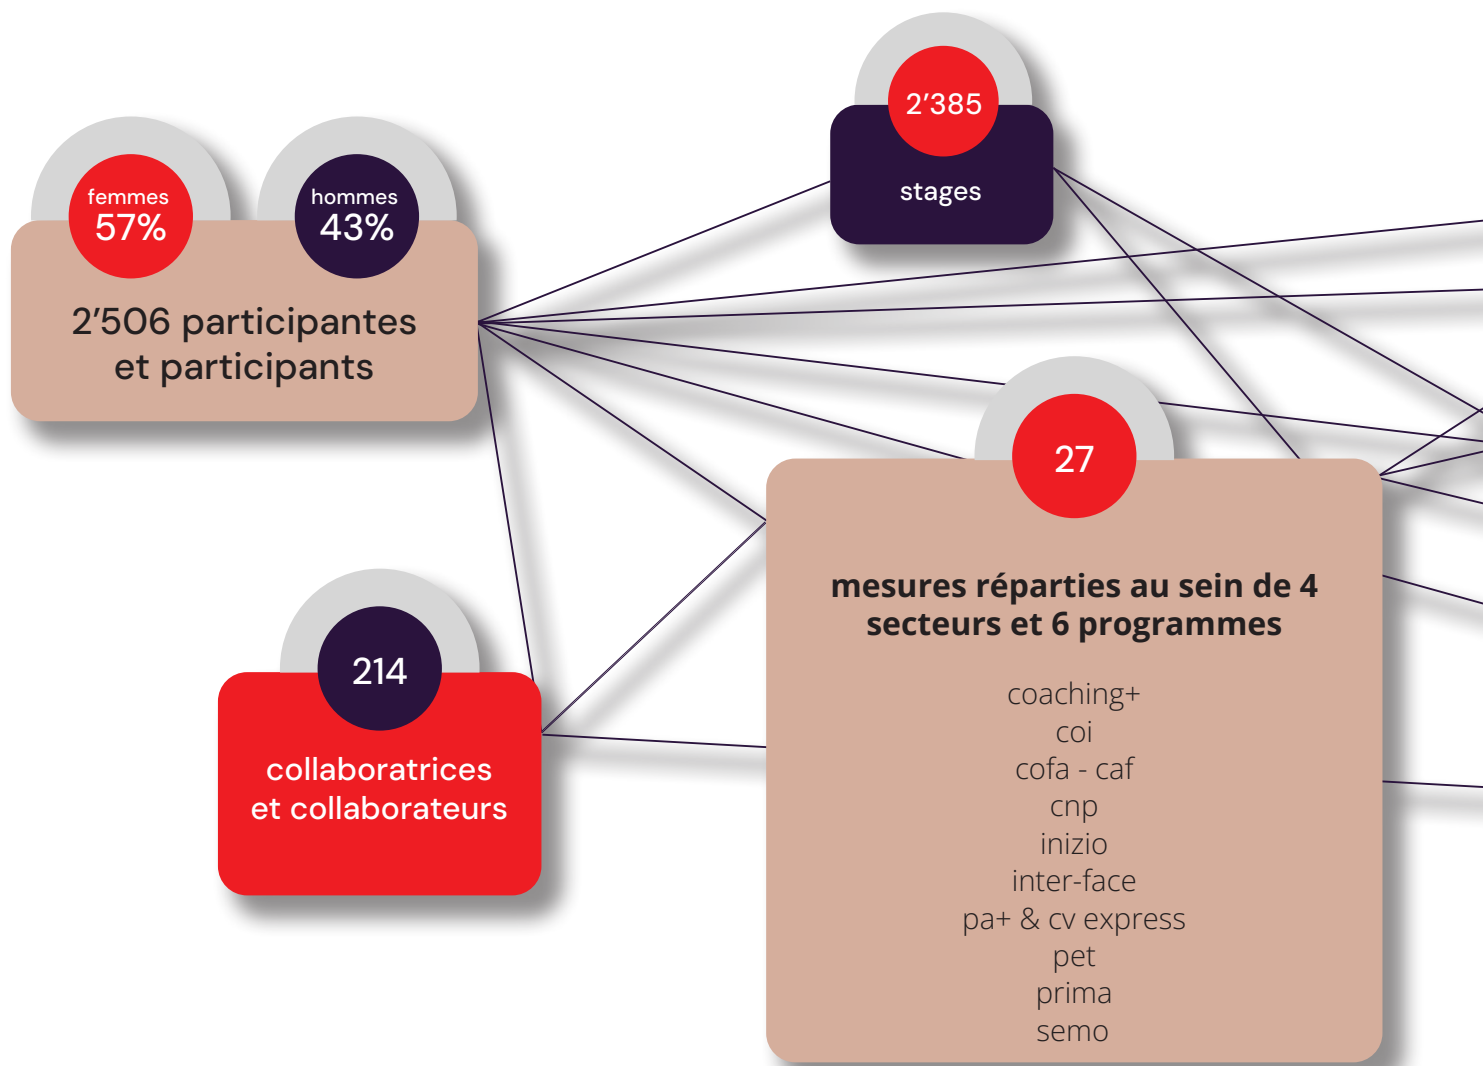 2’385
stages
femmes
57%
hommes
43%
2’506 participantes
et participants
27
mesures réparties au sein de 4
secteurs et 6 programmes
coaching+
coi
cofa - caf
cnp
inizio
inter-face
pa+ & cv express
pet
prima
semo
214
collaboratrices
et collaborateurs